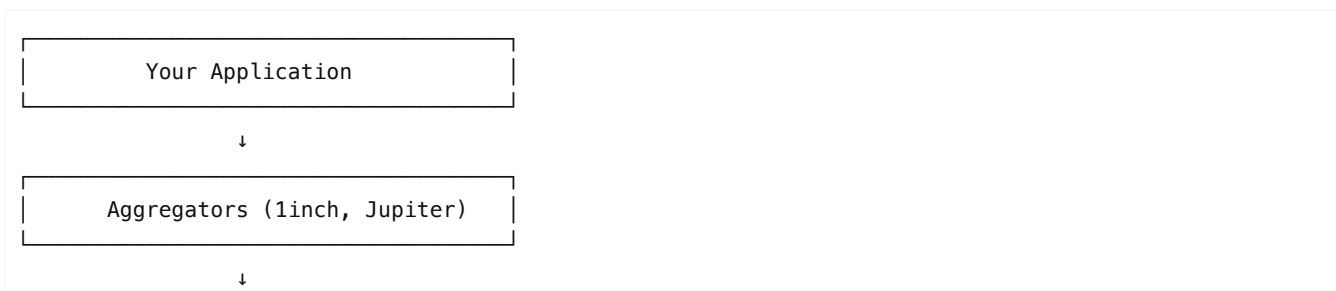 Your Application
↓
Aggregators (1inch, Jupiter)
↓